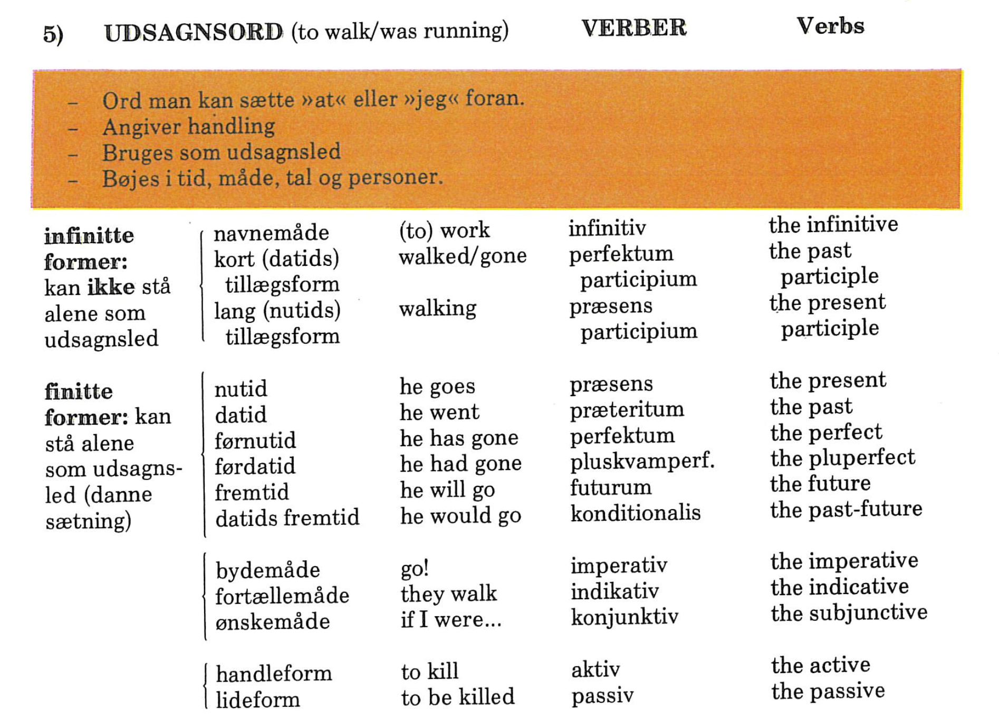 5) UDSAGNSORD (to walk/was running) VERBER Verbs
– Ord man kan sætte »at« eller »jeg« foran.
– Angiver handling
– Bruges som udsagnsled
– Bøjes i tid, måde, tal og personer.
infinitte navnemåde (to) work infinitiv the infinitive
former: kort (datids) walked/gone perfektum the past
kan ikke stå tillægsform participium participle
alene som lang (nutids) walking præsens the present
udsagnsled tillægsform participium participle
finitte nutid he goes præsens the present
former: kan datid he went præteritum the past
stå alene førnutid he has gone perfektum the perfect
som udsagns- førdatid he had gone pluskvamperf. the pluperfect
led (danne fremtid he will go futurum the future
sætning) datids fremtid he would go konditionalis the past-future
bydemåde go! imperativ the imperative
fortællemåde they walk indikativ the indicative
ønskemåde if I were... konjunktiv the subjunctive
handleform to kill aktiv the active
lideform to be killed passiv the passive